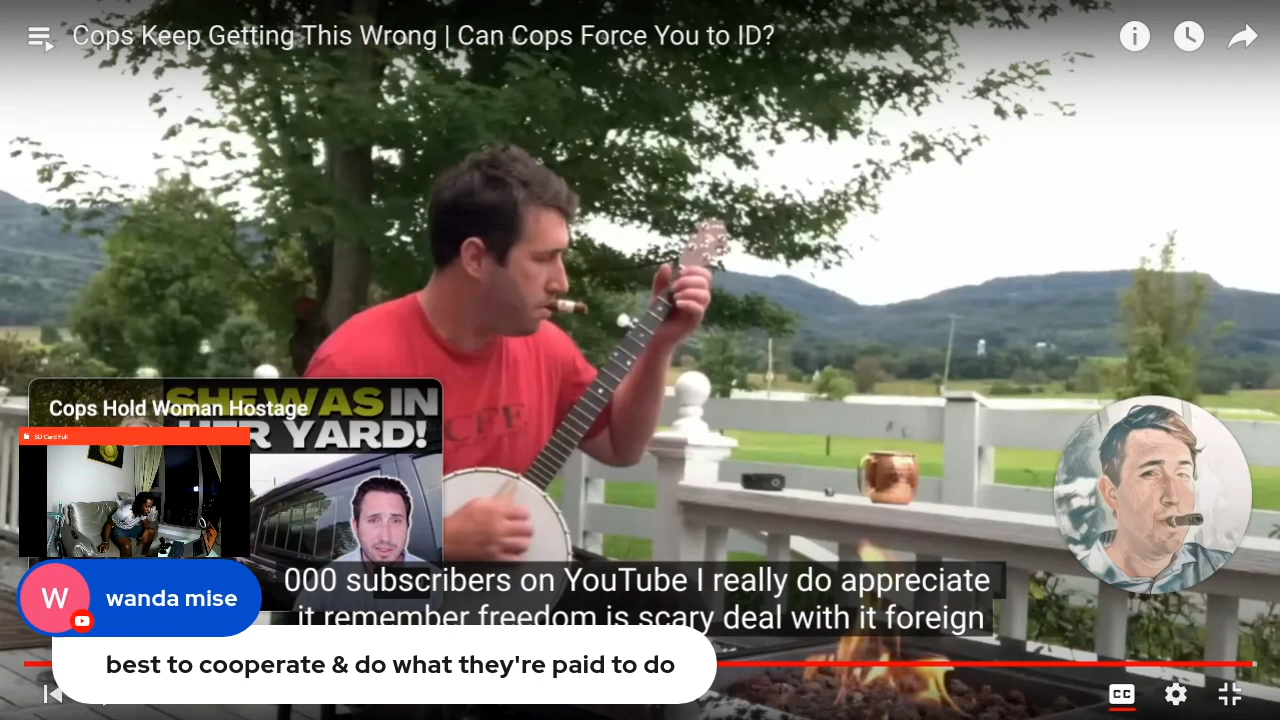 Cops Keep Getting This Wrong | Can Cops Force You to ID?
Cops Hold Woman Hostage
SHE WAS IN
HER YARD!
SD Card Full
000 subscribers on YouTube I really do appreciate
it remember freedom is scary deal with it foreign
W
wanda mise
best to cooperate & do what they're paid to do
CC